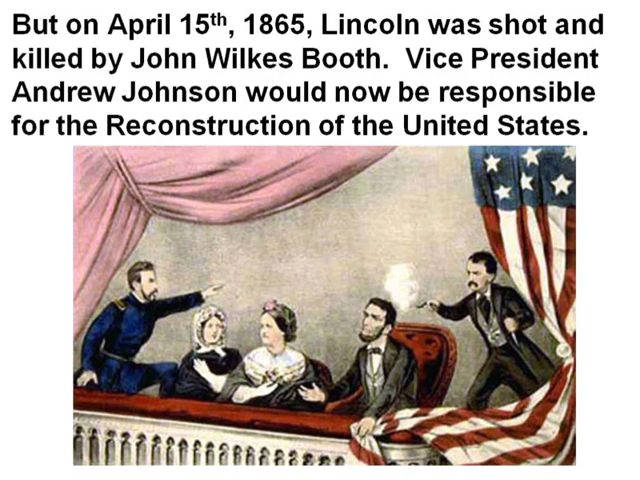 But on April 15th, 1865, Lincoln was shot and
killed by John Wilkes Booth.  Vice President
Andrew Johnson would now be responsible
for the Reconstruction of the United States.